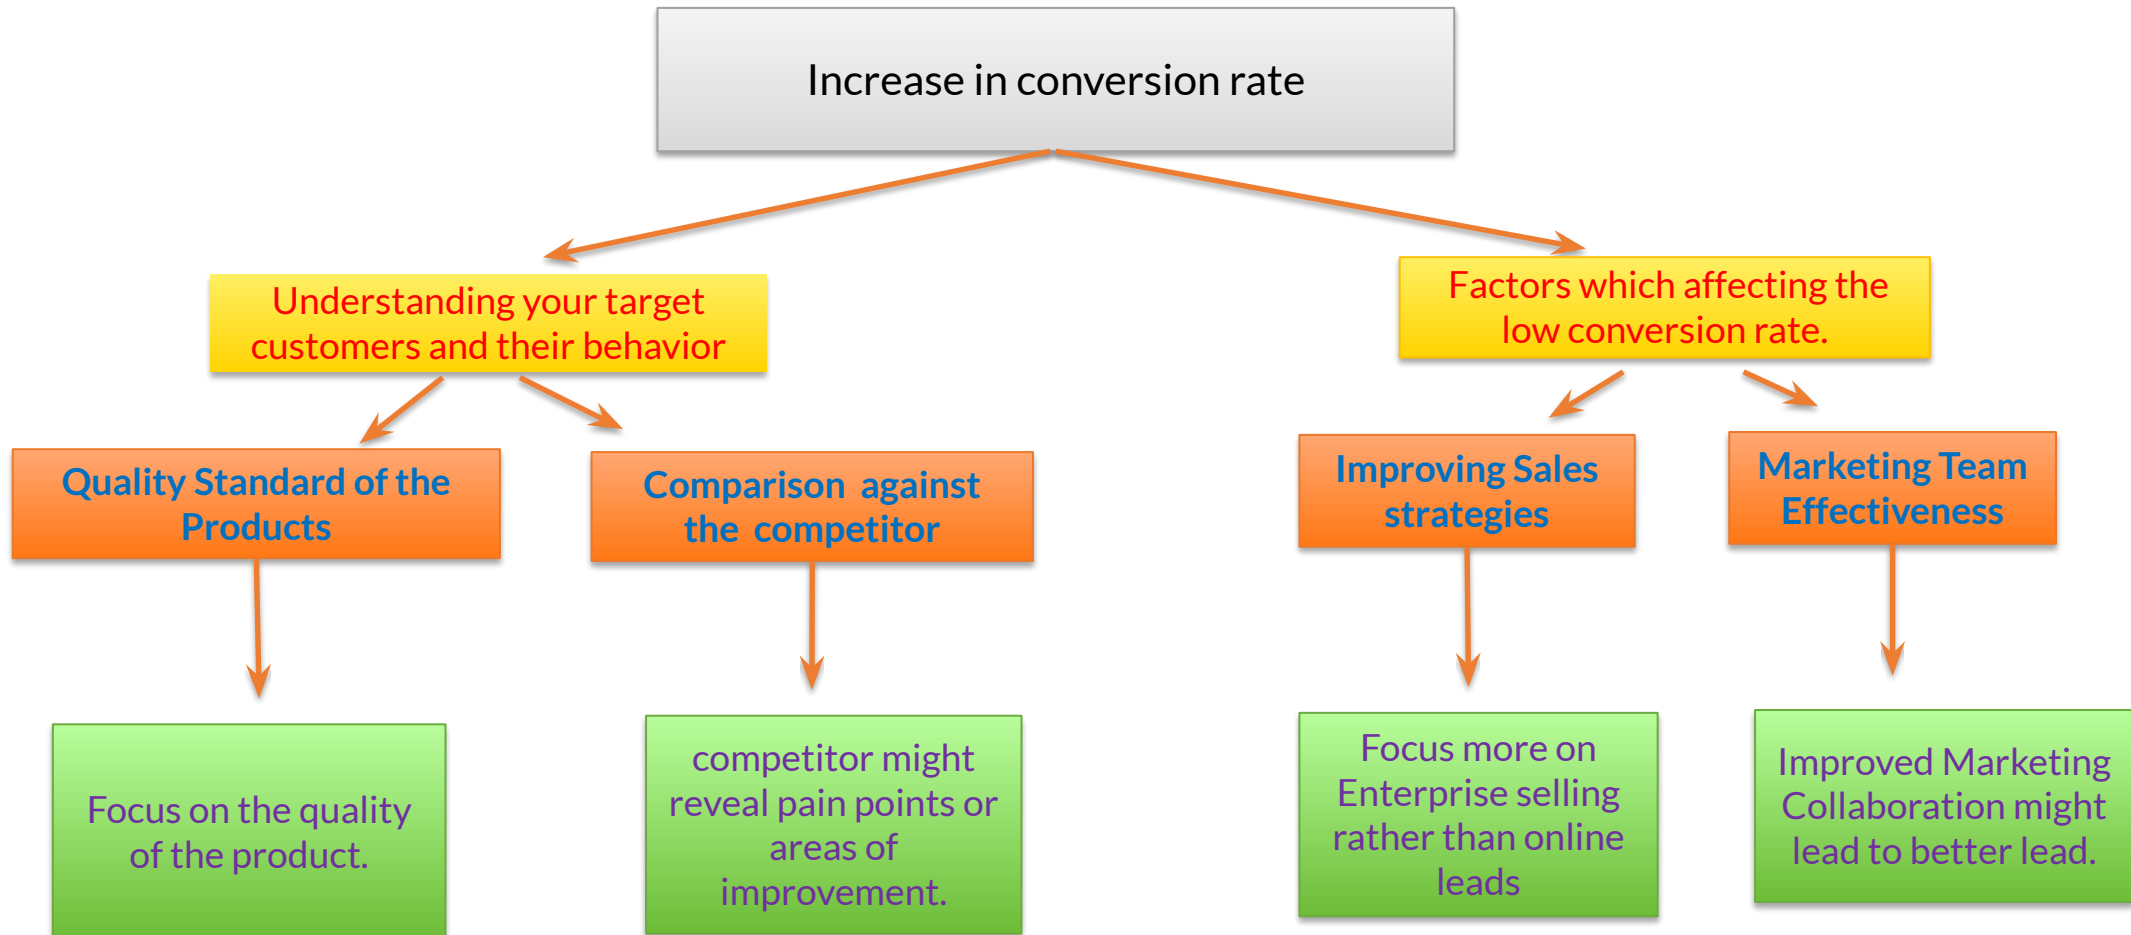 Increase in conversion rate
Understanding your target
customers and their behavior
Factors which affecting the
low conversion rate.
Quality Standard of the
Products
Comparison  against
the  competitor
Improving Sales
strategies
Marketing Team
Effectiveness
Focus on the quality
of the product.
competitor might
reveal pain points or
areas of
improvement.
Focus more on
Enterprise selling
rather than online
leads
Improved Marketing
Collaboration might
lead to better lead.